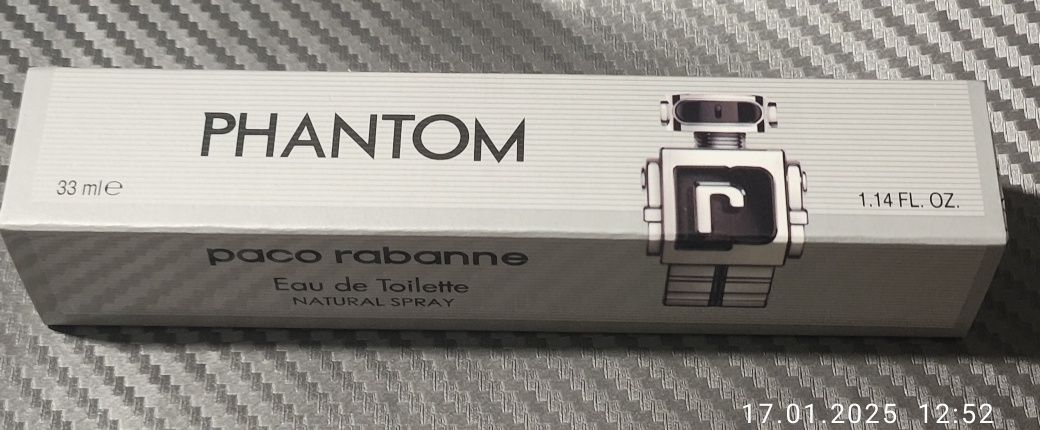 PHANTOM
33 ml ℮
1.14 FL. OZ.
r
paco rabanne
Eau de Toilette
NATURAL SPRAY
17.01.2025 12:52